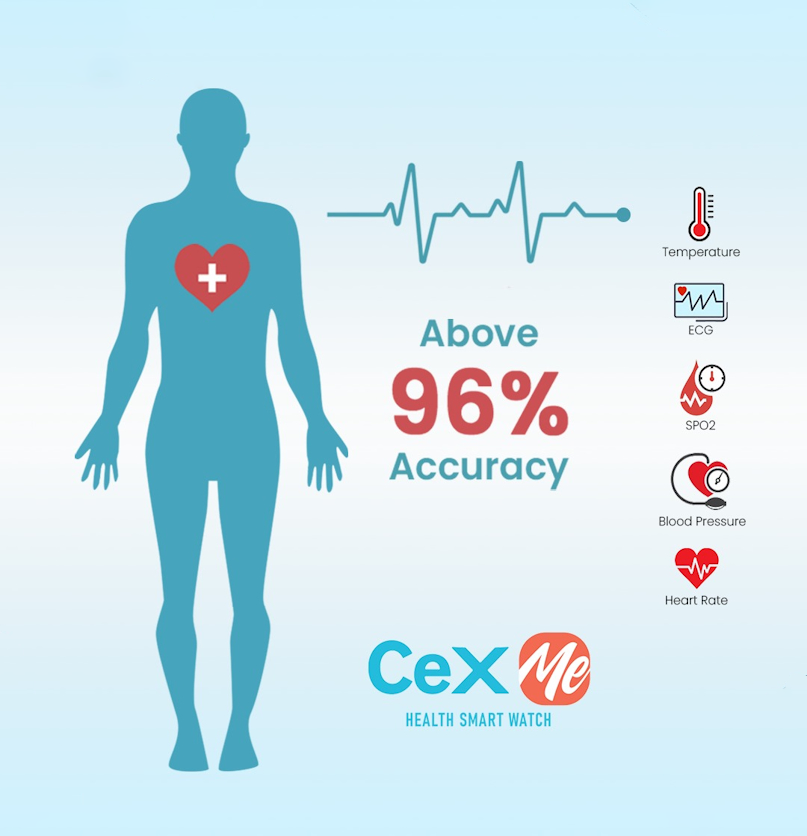 Above
96%
Accuracy
Temperature
ECG
SPO2
Blood Pressure
Heart Rate
CeX Me
HEALTH SMART WATCH